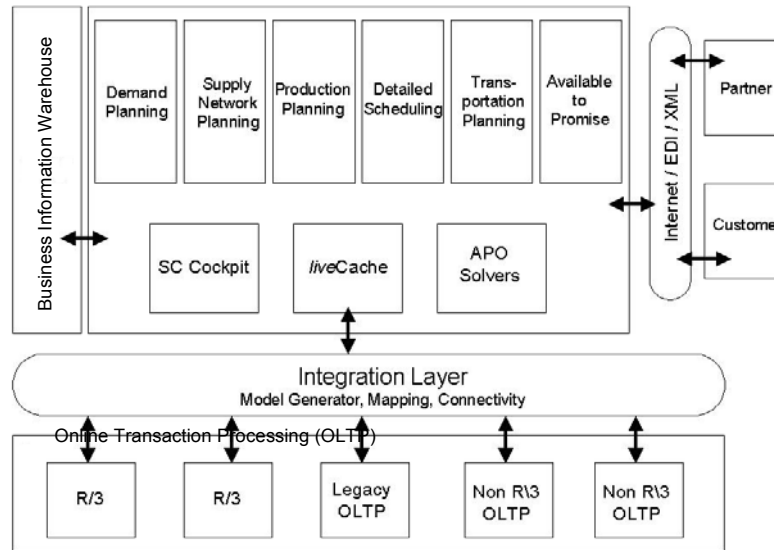 Business Information Warehouse
Demand
Planning
Supply
Network
Planning
Production
Planning
Detailed
Scheduling
Trans-
portation
Planning
Available
to
Promise
SC Cockpit
liveCache
APO
Solvers
Internet / EDI / XML
Partner
Custome
Integration Layer
Model Generator, Mapping, Connectivity
Online Transaction Processing (OLTP)
R/3
R/3
Legacy
OLTP
Non R\3
OLTP
Non R\3
OLTP